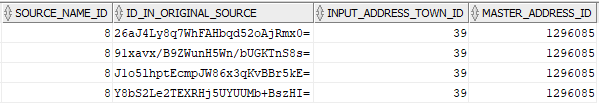 SOURCE_NAME_ID ID_IN_ORIGINAL_SOURCE INPUT_ADDRESS_TOWN_ID MASTER_ADDRESS_ID
8 26aJ4Ly8q7WhFAHbqd52oAjRmx0= 39 1296085
8 9lxavx/B9ZWunH5Wn/bUGKTnS8s= 39 1296085
8 Jlo5lhptEcmpJW86x3qKvBBr5kE= 39 1296085
8 Y8bS2Le2TEXRHj5UYUUMb+BszHI= 39 1296085